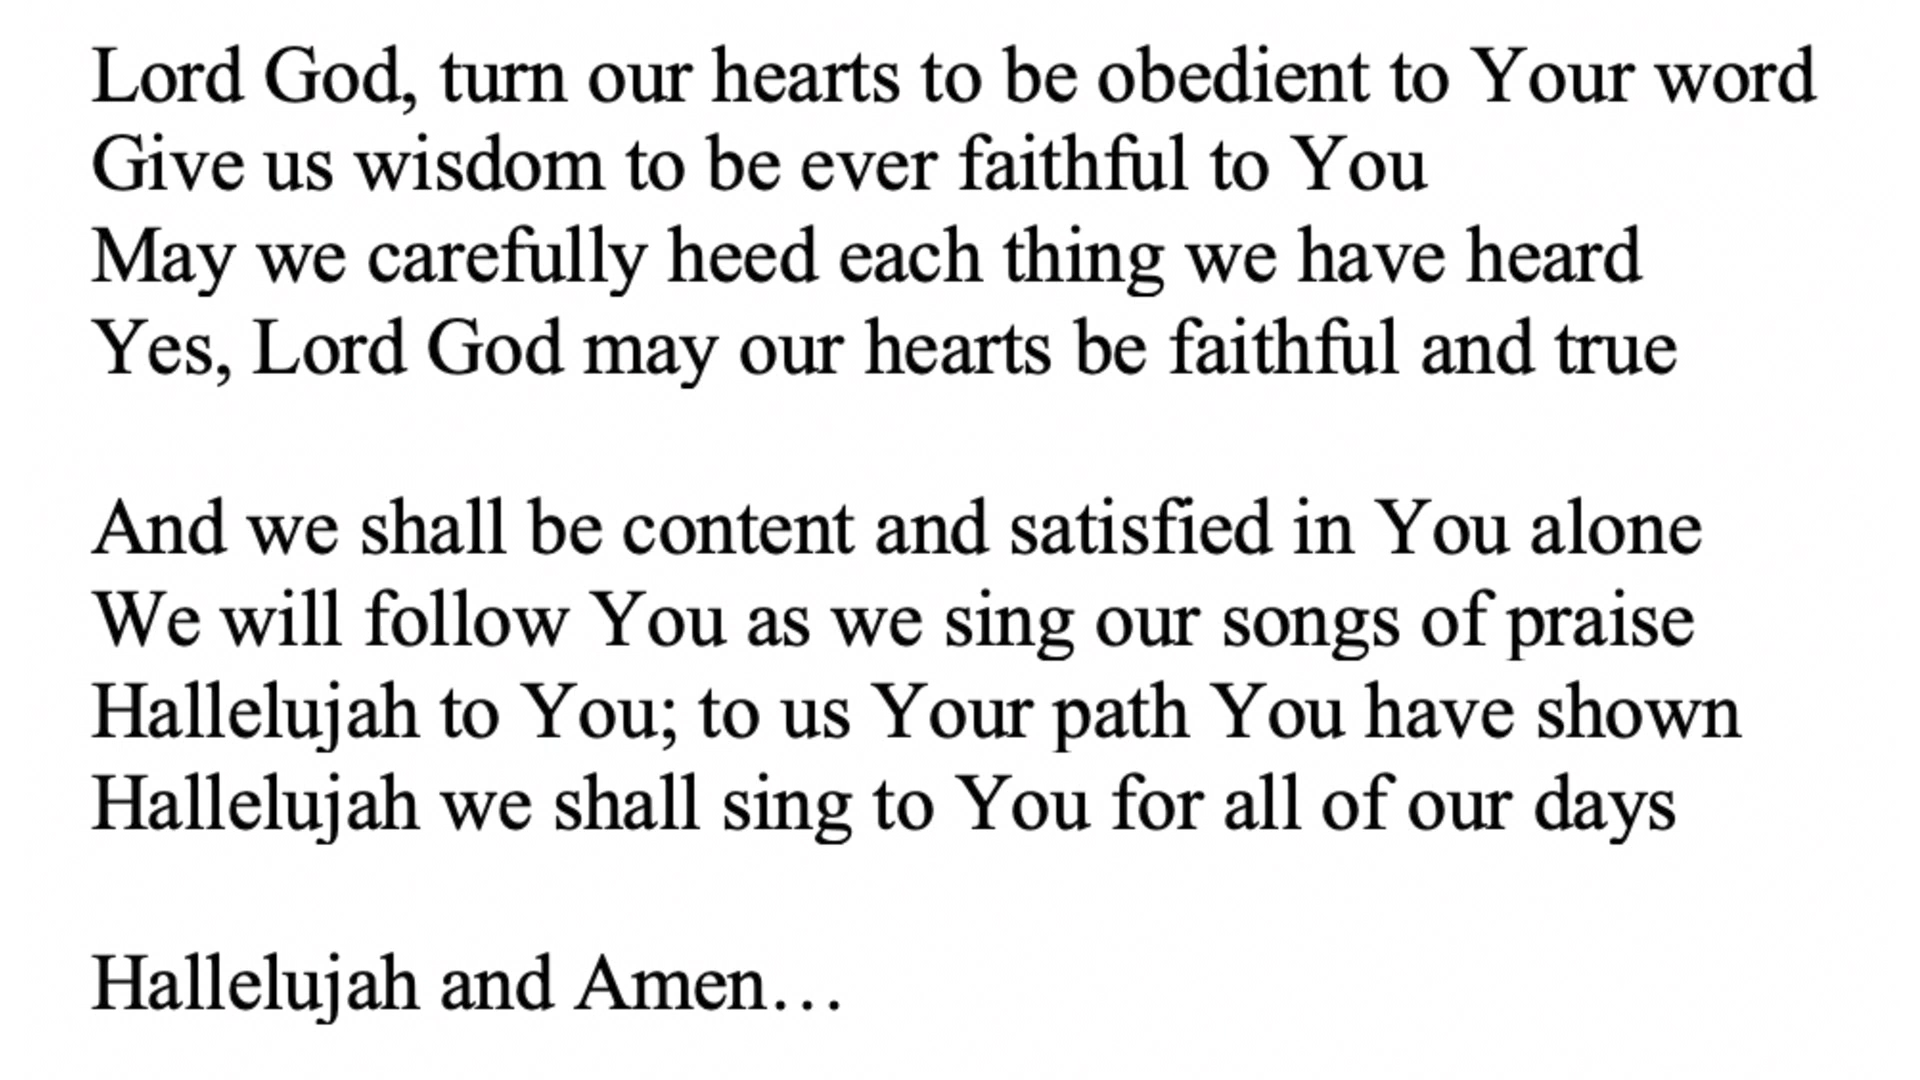 Lord God, turn our hearts to be obedient to Your word
Give us wisdom to be ever faithful to You
May we carefully heed each thing we have heard
Yes, Lord God may our hearts be faithful and true
And we shall be content and satisfied in You alone
We will follow You as we sing our songs of praise
Hallelujah to You; to us Your path You have shown
Hallelujah we shall sing to You for all of our days
Hallelujah and Amen…